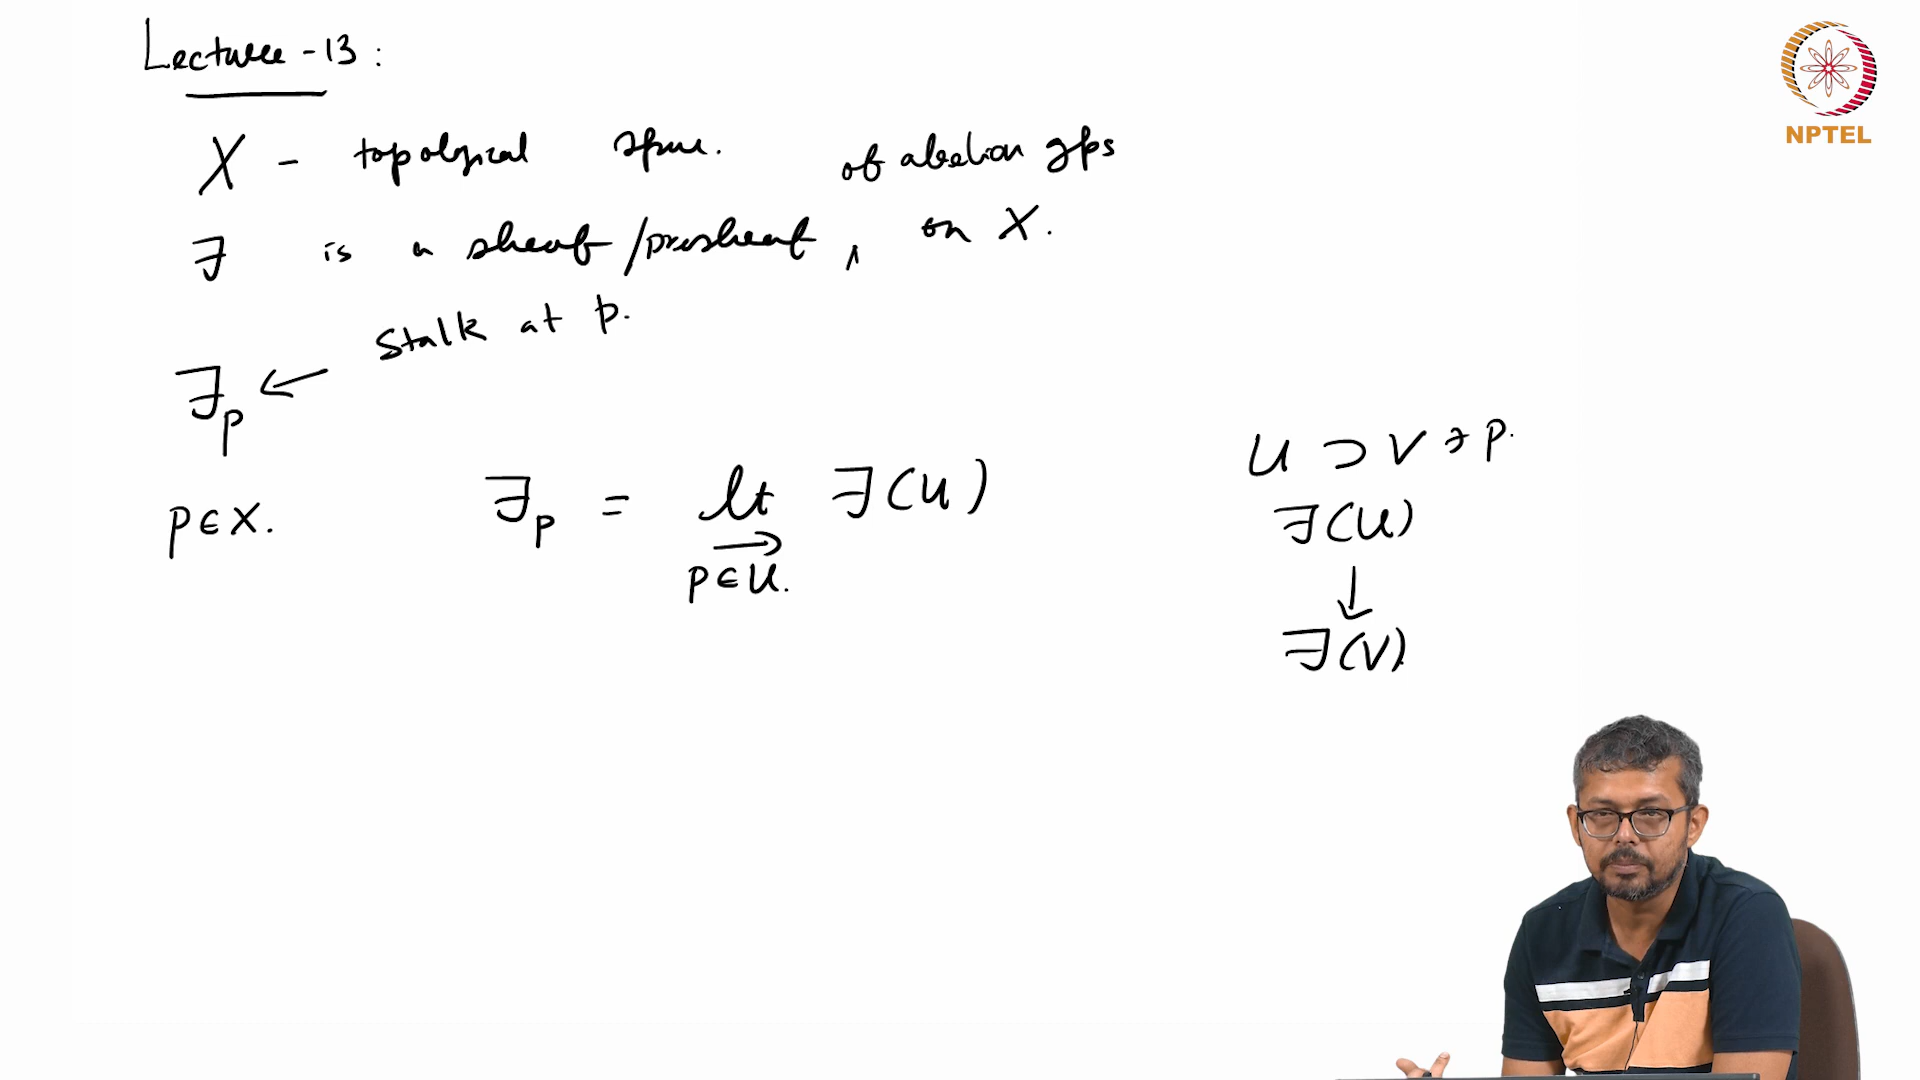 Lecture - 13 :
X - topological space.
of abelian gps
ℱ is a sheaf/presheaf ∧ on X.
Stalk at p.
ℱ_p ←
p ∈ X.
ℱ_p = lt ℱ(U)
→
p ∈ U.
U ⊃ V ∋ p.
ℱ(U)
↓
ℱ(V).
NPTEL